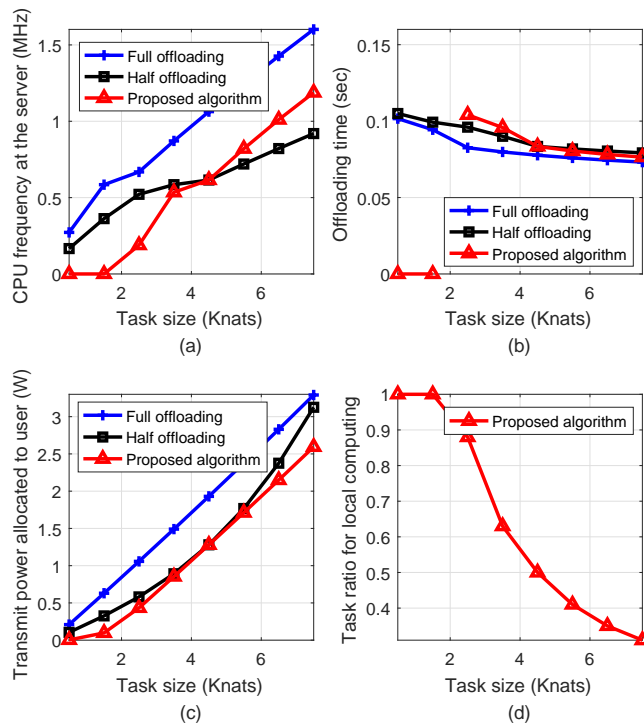 CPU frequency at the server (MHz)
1.5
1
0.5
0
Full offloading
Half offloading
Proposed algorithm
2
4
6
Task size (Knats)
(a)
Offloading time (sec)
0.15
0.1
0.05
0
Full offloading
Half offloading
Proposed algorithm
2
4
6
Task size (Knats)
(b)
Transmit power allocated to user (W)
3
2.5
2
1.5
1
0.5
0
Full offloading
Half offloading
Proposed algorithm
2
4
6
Task size (Knats)
(c)
Task ratio for local computing
1
0.9
0.8
0.7
0.6
0.5
0.4
Proposed algorithm
2
4
6
Task size (Knats)
(d)